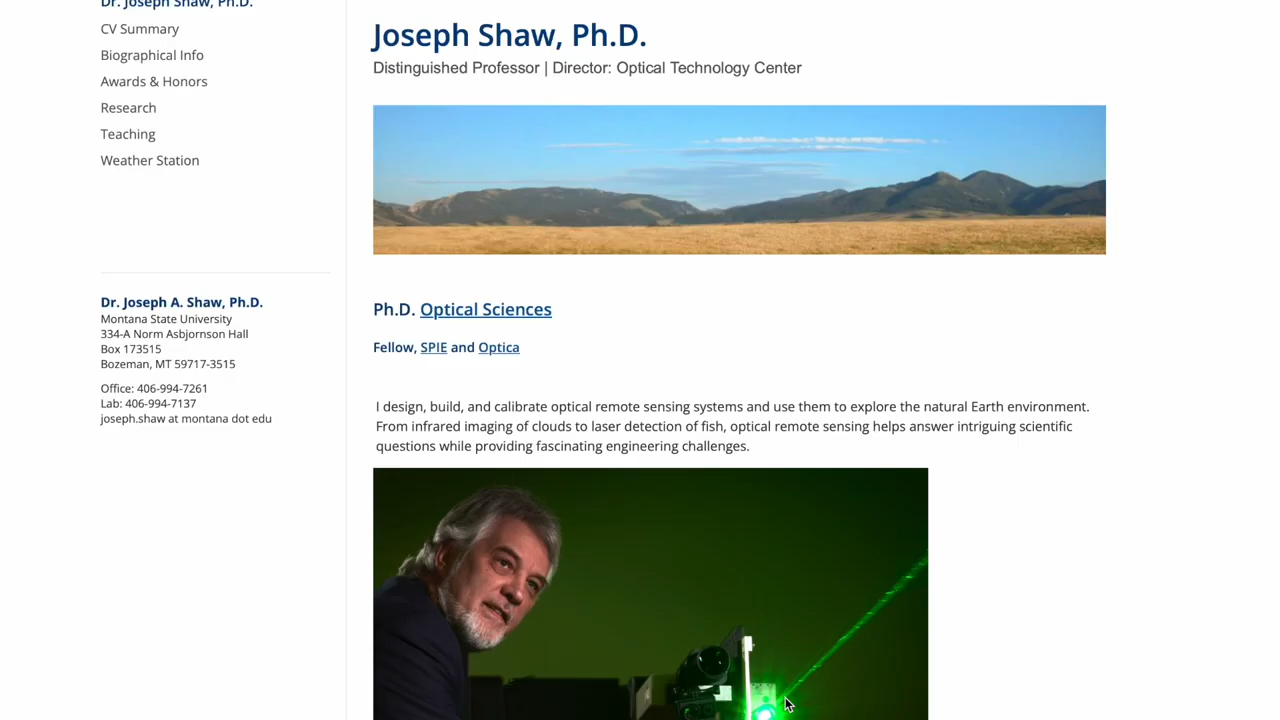 Dr. Joseph Shaw, Ph.D.
CV Summary
Biographical Info
Awards & Honors
Research
Teaching
Weather Station
Dr. Joseph A. Shaw, Ph.D.
Montana State University
334-A Norm Asbjornson Hall
Box 173515
Bozeman, MT 59717-3515
Office: 406-994-7261
Lab: 406-994-7137
joseph.shaw at montana dot edu
Joseph Shaw, Ph.D.
Distinguished Professor | Director: Optical Technology Center
Ph.D. Optical Sciences
Fellow, SPIE and Optica
I design, build, and calibrate optical remote sensing systems and use them to explore the natural Earth environment.
From infrared imaging of clouds to laser detection of fish, optical remote sensing helps answer intriguing scientific
questions while providing fascinating engineering challenges.